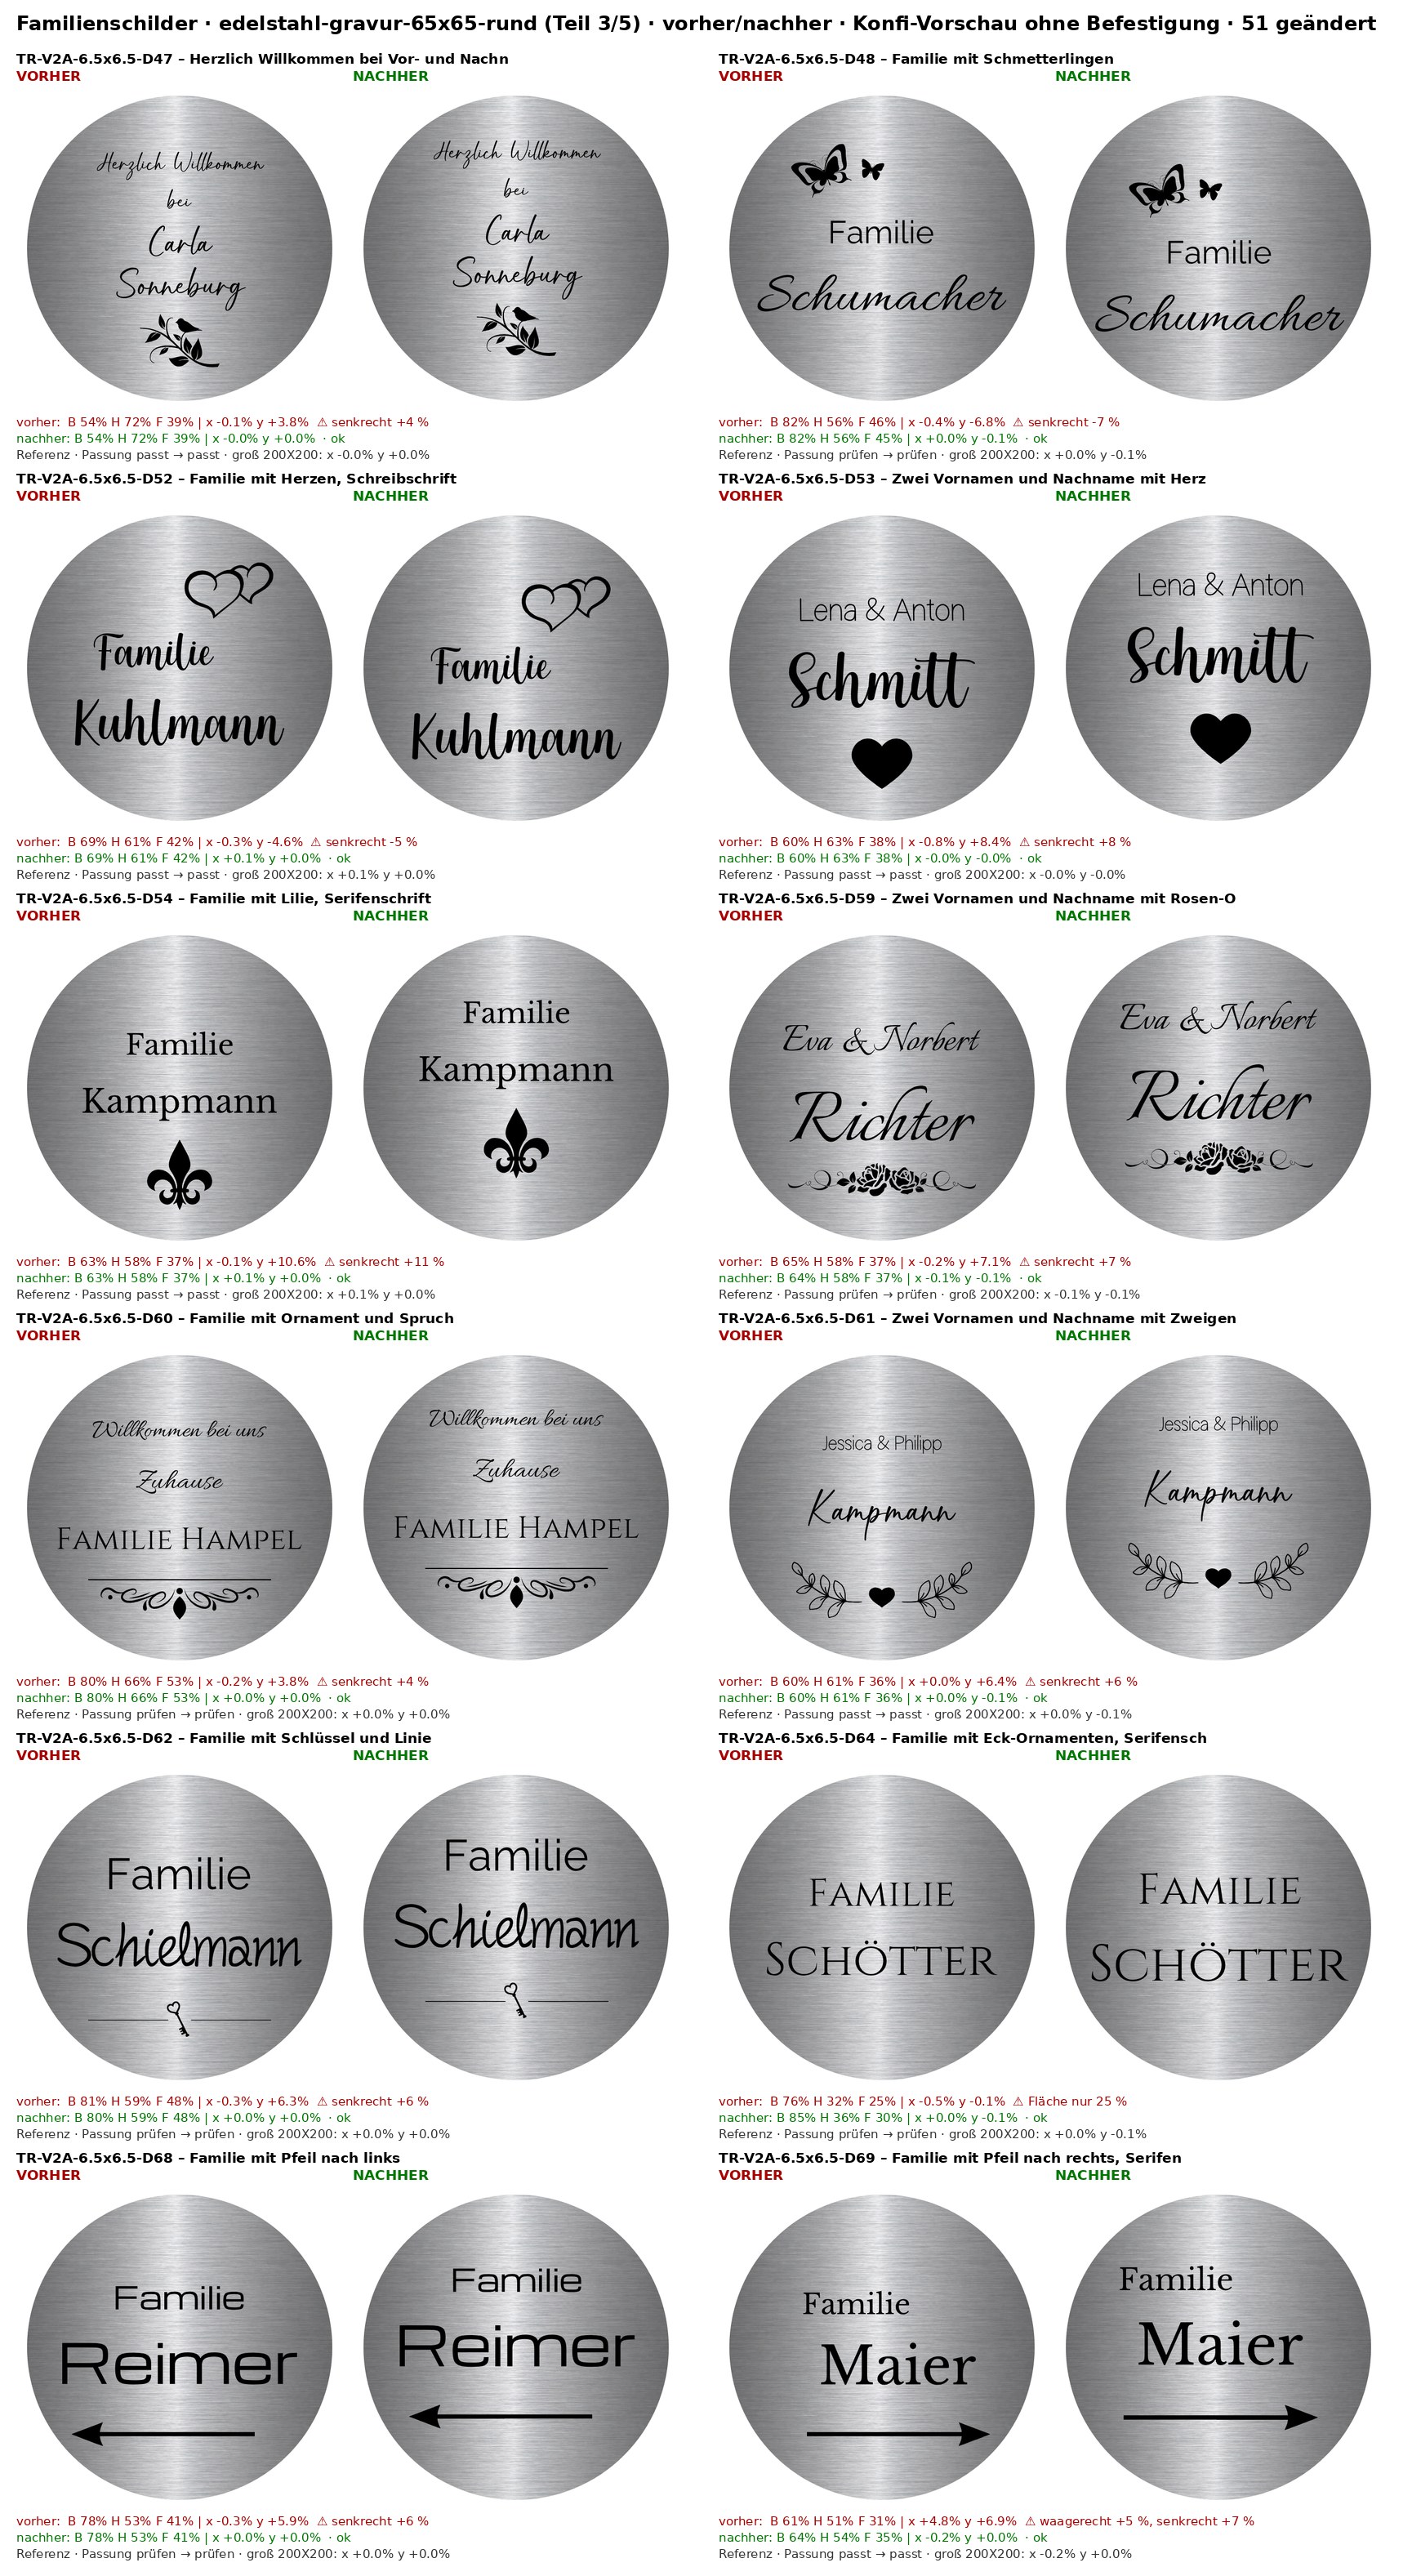 Familienschilder · edelstahl-gravur-65x65-rund (Teil 3/5) · vorher/nachher · Konfi-Vorschau ohne Befestigung · 51 geändert
TR-V2A-6.5x6.5-D47 – Herzlich Willkommen bei Vor- und Nachn
VORHER
NACHHER
Herzlich Willkommen
bei
Carla
Sonneburg
Herzlich Willkommen
bei
Carla
Sonneburg
vorher: B 54% H 72% F 39% | x -0.1% y +3.8% ⚠ senkrecht +4 %
nachher: B 54% H 72% F 39% | x -0.0% y +0.0% · ok
Referenz · Passung passt → passt · groß 200X200: x -0.0% y +0.0%
TR-V2A-6.5x6.5-D48 – Familie mit Schmetterlingen
VORHER
NACHHER
Familie
Schumacher
Familie
Schumacher
vorher: B 82% H 56% F 46% | x -0.4% y -6.8% ⚠ senkrecht -7 %
nachher: B 82% H 56% F 45% | x +0.0% y -0.1% · ok
Referenz · Passung prüfen → prüfen · groß 200X200: x +0.0% y -0.1%
TR-V2A-6.5x6.5-D52 – Familie mit Herzen, Schreibschrift
VORHER
NACHHER
Familie
Kuhlmann
Familie
Kuhlmann
vorher: B 69% H 61% F 42% | x -0.3% y -4.6% ⚠ senkrecht -5 %
nachher: B 69% H 61% F 42% | x +0.1% y +0.0% · ok
Referenz · Passung passt → passt · groß 200X200: x +0.1% y +0.0%
TR-V2A-6.5x6.5-D53 – Zwei Vornamen und Nachname mit Herz
VORHER
NACHHER
Lena & Anton
Schmitt
Lena & Anton
Schmitt
vorher: B 60% H 63% F 38% | x -0.8% y +8.4% ⚠ senkrecht +8 %
nachher: B 60% H 63% F 38% | x -0.0% y -0.0% · ok
Referenz · Passung passt → passt · groß 200X200: x -0.0% y -0.0%
TR-V2A-6.5x6.5-D54 – Familie mit Lilie, Serifenschrift
VORHER
NACHHER
Familie
Kampmann
Familie
Kampmann
vorher: B 63% H 58% F 37% | x -0.1% y +10.6% ⚠ senkrecht +11 %
nachher: B 63% H 58% F 37% | x +0.1% y +0.0% · ok
Referenz · Passung passt → passt · groß 200X200: x +0.1% y +0.0%
TR-V2A-6.5x6.5-D59 – Zwei Vornamen und Nachname mit Rosen-O
VORHER
NACHHER
Eva & Norbert
Richter
Eva & Norbert
Richter
vorher: B 65% H 58% F 37% | x -0.2% y +7.1% ⚠ senkrecht +7 %
nachher: B 64% H 58% F 37% | x -0.1% y -0.1% · ok
Referenz · Passung prüfen → prüfen · groß 200X200: x -0.1% y -0.1%
TR-V2A-6.5x6.5-D60 – Familie mit Ornament und Spruch
VORHER
NACHHER
Willkommen bei uns
Zuhause
FAMILIE HAMPEL
Willkommen bei uns
Zuhause
FAMILIE HAMPEL
vorher: B 80% H 66% F 53% | x -0.2% y +3.8% ⚠ senkrecht +4 %
nachher: B 80% H 66% F 53% | x +0.0% y +0.0% · ok
Referenz · Passung prüfen → prüfen · groß 200X200: x +0.0% y +0.0%
TR-V2A-6.5x6.5-D61 – Zwei Vornamen und Nachname mit Zweigen
VORHER
NACHHER
Jessica & Philipp
Kampmann
Jessica & Philipp
Kampmann
vorher: B 60% H 61% F 36% | x +0.0% y +6.4% ⚠ senkrecht +6 %
nachher: B 60% H 61% F 36% | x +0.0% y -0.1% · ok
Referenz · Passung passt → passt · groß 200X200: x +0.0% y -0.1%
TR-V2A-6.5x6.5-D62 – Familie mit Schlüssel und Linie
VORHER
NACHHER
Familie
Schielmann
Familie
Schielmann
vorher: B 81% H 59% F 48% | x -0.3% y +6.3% ⚠ senkrecht +6 %
nachher: B 80% H 59% F 48% | x +0.0% y +0.0% · ok
Referenz · Passung prüfen → prüfen · groß 200X200: x +0.0% y +0.0%
TR-V2A-6.5x6.5-D64 – Familie mit Eck-Ornamenten, Serifensch
VORHER
NACHHER
FAMILIE
SCHÖTTER
FAMILIE
SCHÖTTER
vorher: B 76% H 32% F 25% | x -0.5% y -0.1% ⚠ Fläche nur 25 %
nachher: B 85% H 36% F 30% | x +0.0% y -0.1% · ok
Referenz · Passung prüfen → prüfen · groß 200X200: x +0.0% y -0.1%
TR-V2A-6.5x6.5-D68 – Familie mit Pfeil nach links
VORHER
NACHHER
Familie
Reimer
Familie
Reimer
vorher: B 78% H 53% F 41% | x -0.3% y +5.9% ⚠ senkrecht +6 %
nachher: B 78% H 53% F 41% | x +0.0% y +0.0% · ok
Referenz · Passung prüfen → prüfen · groß 200X200: x +0.0% y +0.0%
TR-V2A-6.5x6.5-D69 – Familie mit Pfeil nach rechts, Serifen
VORHER
NACHHER
Familie
Maier
Familie
Maier
vorher: B 61% H 51% F 31% | x +4.8% y +6.9% ⚠ waagerecht +5 %, senkrecht +7 %
nachher: B 64% H 54% F 35% | x -0.2% y +0.0% · ok
Referenz · Passung passt → passt · groß 200X200: x -0.2% y +0.0%